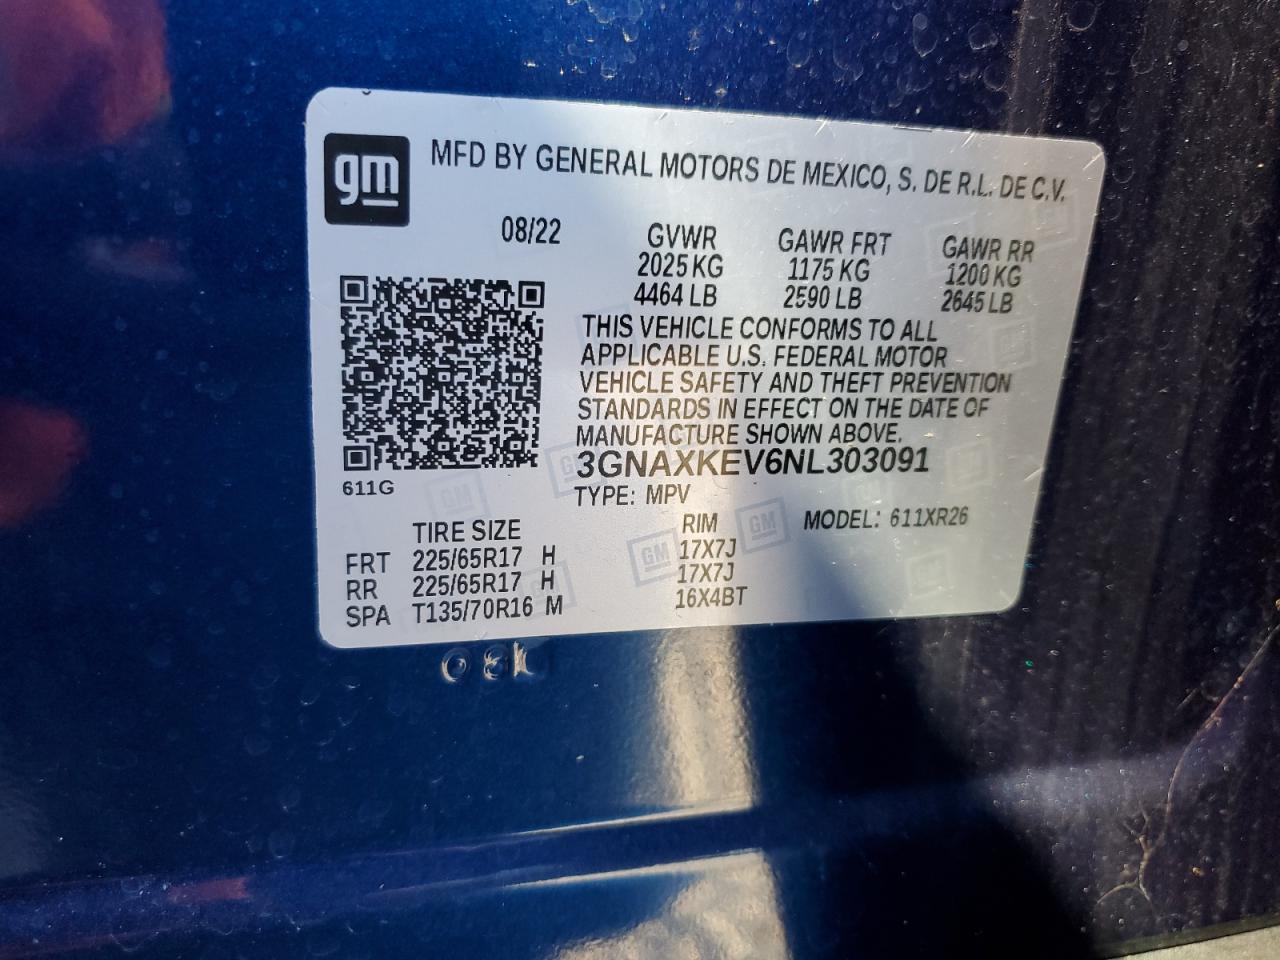 gm
MFD BY GENERAL MOTORS DE MEXICO, S. DE R.L. DE C.V.
08/22
GVWR GAWR FRT GAWR RR
2025 KG 1175 KG 1200 KG
4464 LB 2590 LB 2645 LB
THIS VEHICLE CONFORMS TO ALL
APPLICABLE U.S. FEDERAL MOTOR
VEHICLE SAFETY AND THEFT PREVENTION
STANDARDS IN EFFECT ON THE DATE OF
MANUFACTURE SHOWN ABOVE.
3GNAXKEV6NL303091
611G
TYPE: MPV MODEL: 611XR26
TIRE SIZE RIM
FRT 225/65R17 H 17X7J
RR 225/65R17 H 17X7J
SPA T135/70R16 M 16X4BT